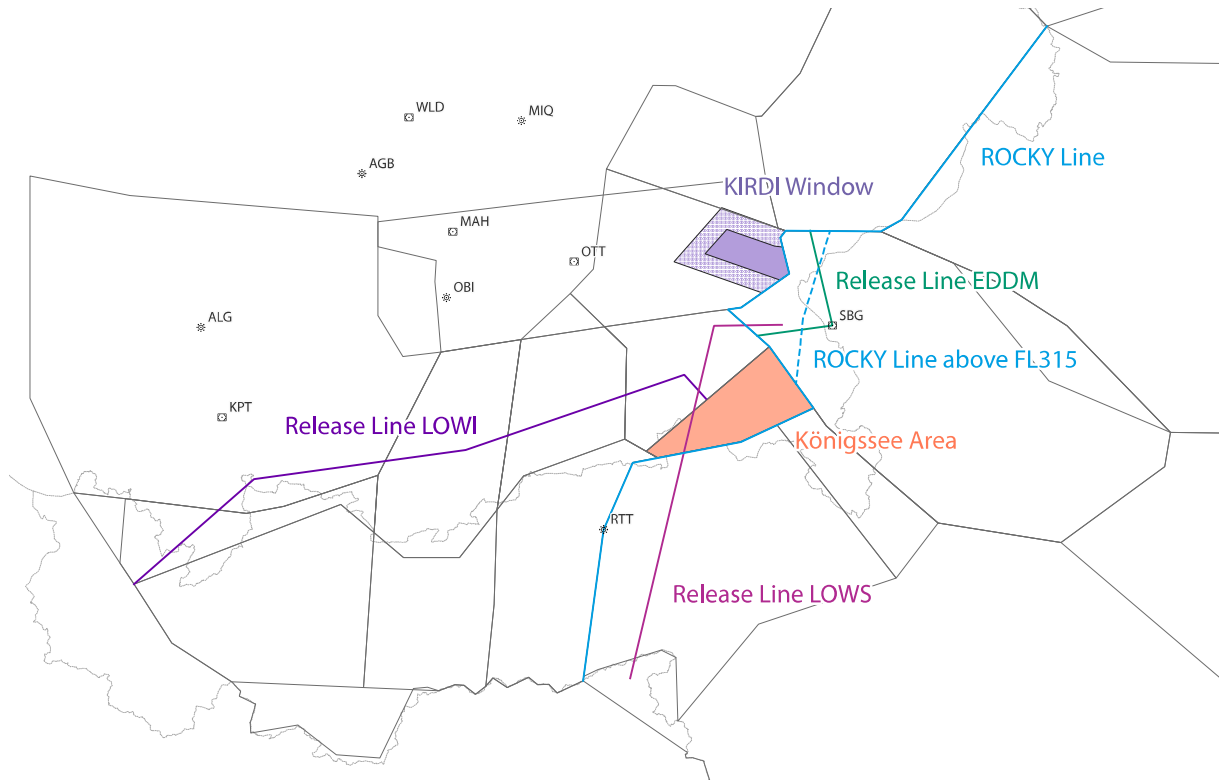 WLD
MIQ
ROCKY Line
AGB
KIRDI Window
MAH
OTT
Release Line EDDM
OBI
SBG
ALG
ROCKY Line above FL315
KPT
Release Line LOWI
Königssee Area
RTT
Release Line LOWS